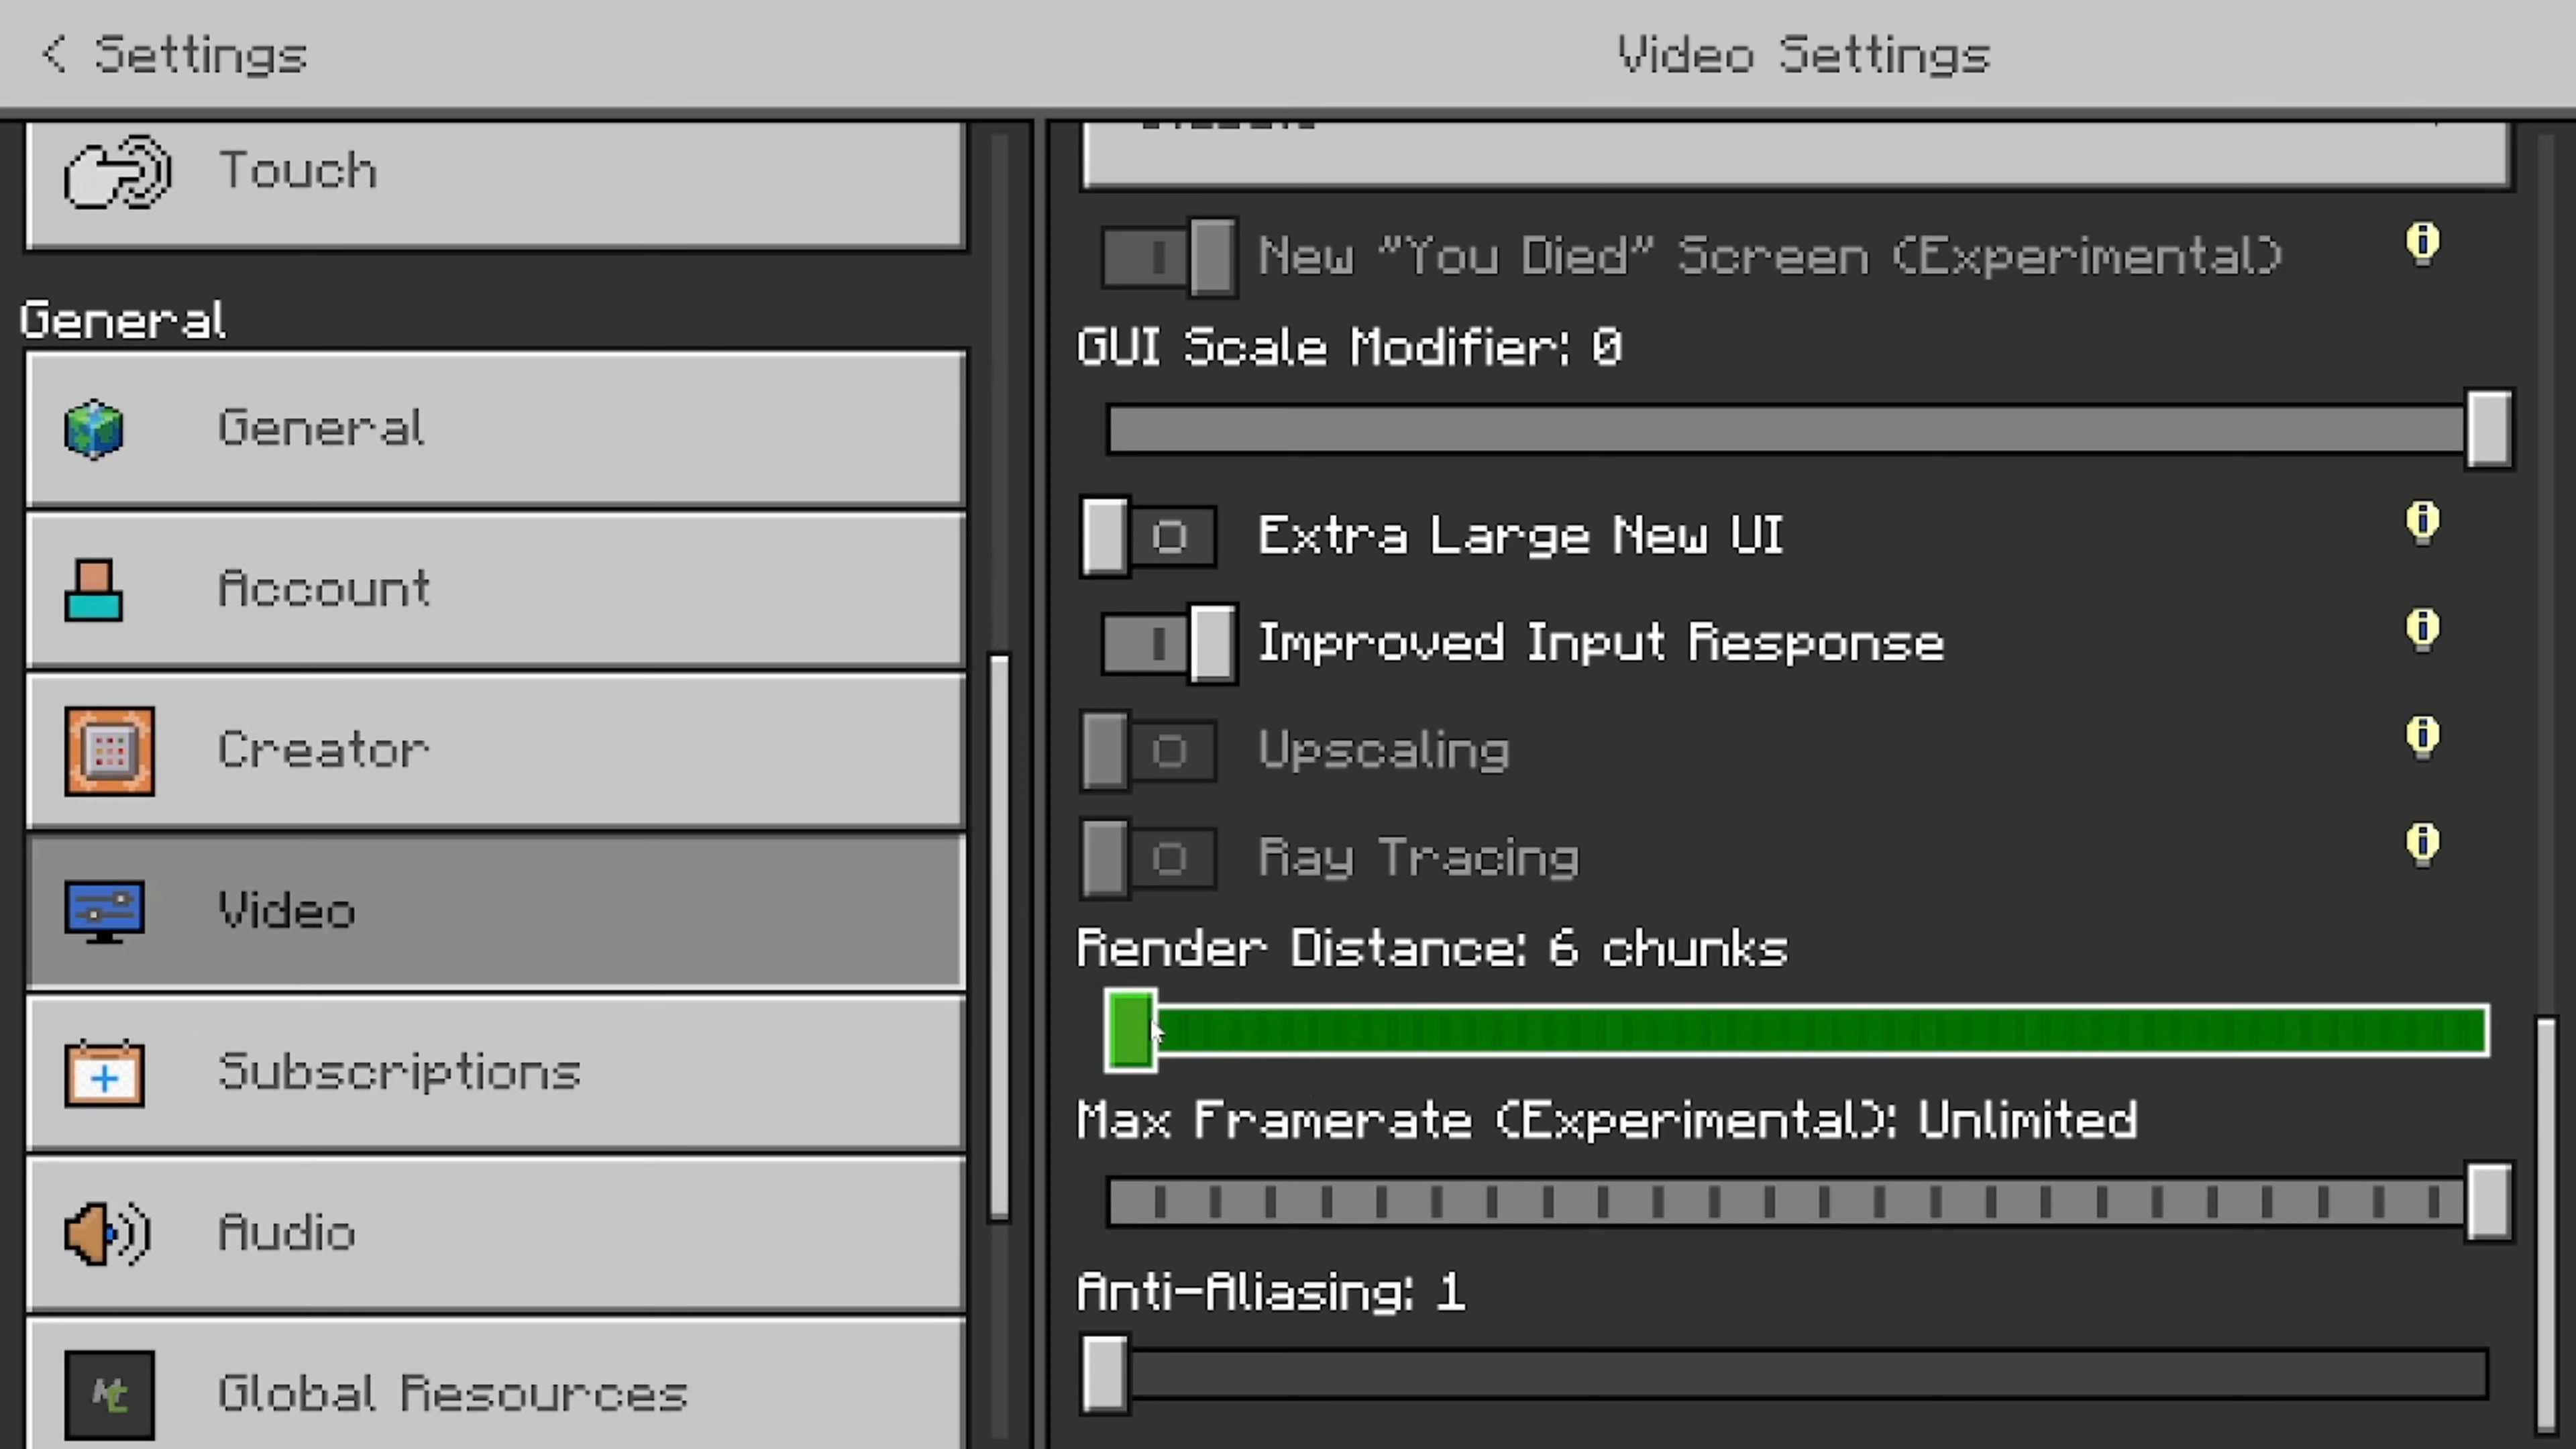 < Settings
Video Settings
Touch
General
General
Account
Creator
Video
Subscriptions
Audio
Global Resources
New "You Died" Screen (Experimental)
GUI Scale Modifier: 0
Extra Large New UI
Improved Input Response
Upscaling
Ray Tracing
Render Distance: 6 chunks
Max Framerate (Experimental): Unlimited
Anti-Aliasing: 1